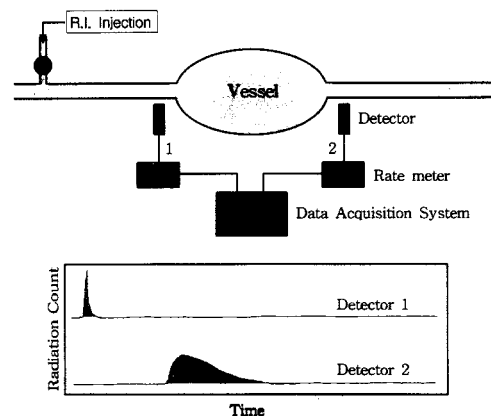 R.I. Injection
Vessel
Detector
1
2
Rate meter
Data Acquisition System
Radiation Count
Detector 1
Detector 2
Time